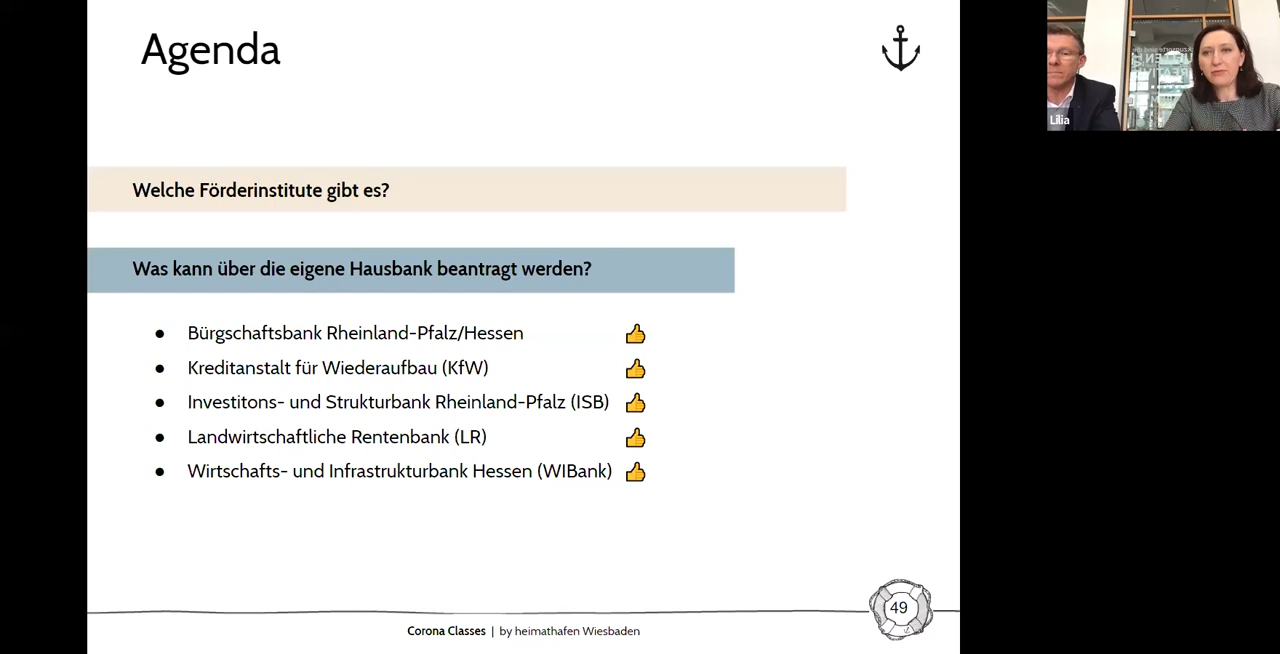 Agenda
Lilia
Welche Förderinstitute gibt es?
Was kann über die eigene Hausbank beantragt werden?
● Bürgschaftsbank Rheinland-Pfalz/Hessen
● Kreditanstalt für Wiederaufbau (KfW)
● Investitons- und Strukturbank Rheinland-Pfalz (ISB)
● Landwirtschaftliche Rentenbank (LR)
● Wirtschafts- und Infrastrukturbank Hessen (WIBank)
49
Corona Classes | by heimathafen Wiesbaden